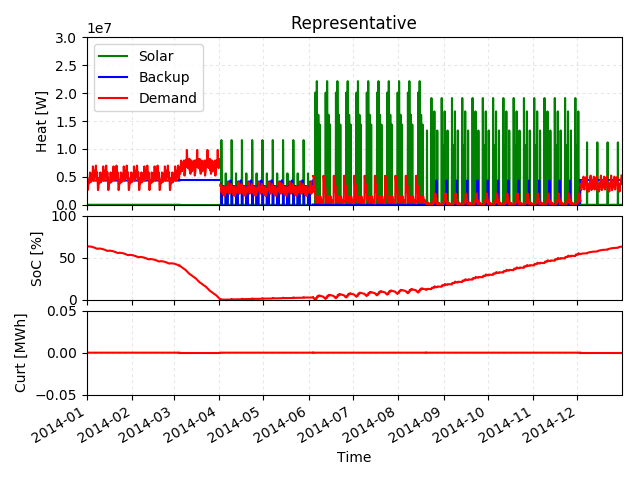 Representative
1e7
3.0
2.5
2.0
1.5
1.0
0.5
0.0
Heat [W]
Solar
Backup
Demand
100
50
0
SoC [%]
0.05
0.00
−0.05
Curt [MWh]
2014-01
2014-02
2014-03
2014-04
2014-05
2014-06
2014-07
2014-08
2014-09
2014-10
2014-11
2014-12
Time